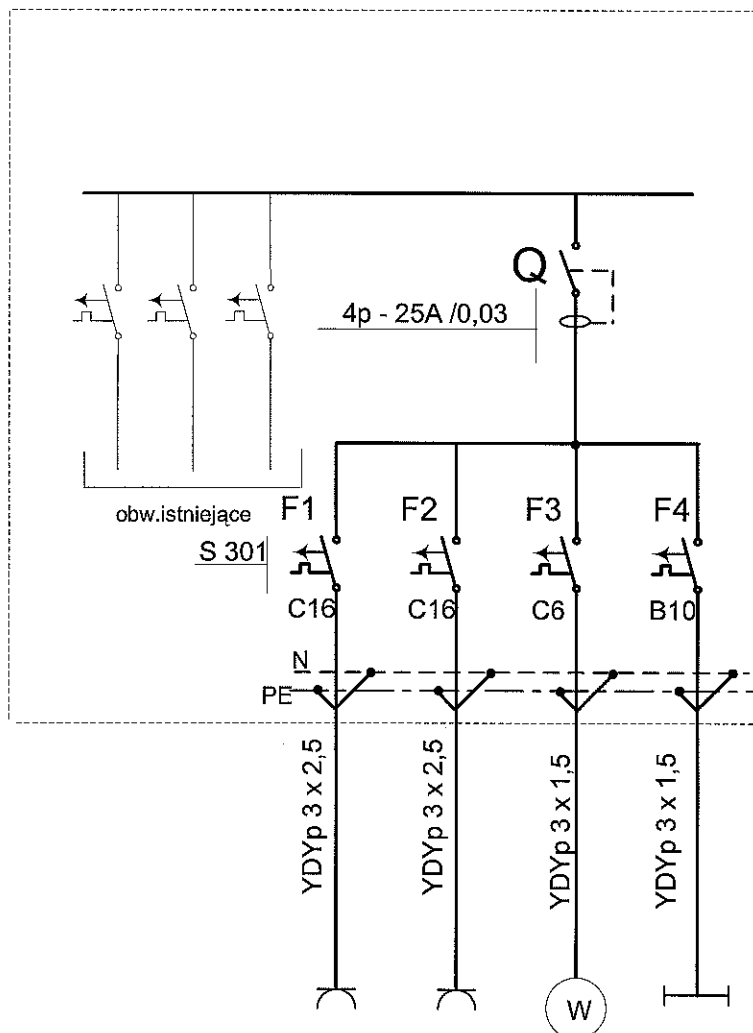 Q
4p - 25A /0,03
obw.istniejące
F1
F2
F3
F4
S 301
C16
C16
C6
B10
N
PE
YDYp 3 x 2,5
YDYp 3 x 2,5
YDYp 3 x 1,5
YDYp 3 x 1,5
W